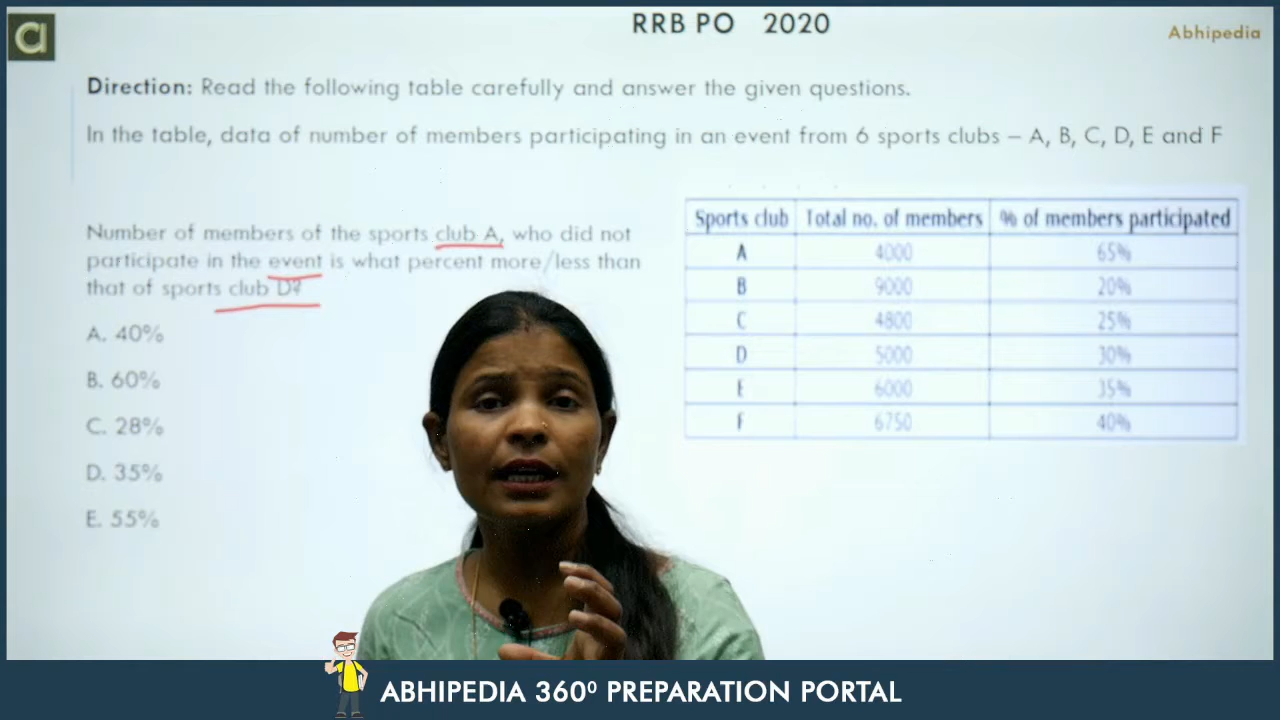 RRB PO 2020
Abhipedia
a
Direction: Read the following table carefully and answer the given questions.
In the table, data of number of members participating in an event from 6 sports clubs – A, B, C, D, E and F
Number of members of the sports club A, who did not
participate in the event is what percent more/less than
that of sports club D?
A. 40%
B. 60%
C. 28%
D. 35%
E. 55%
Sports club Total no. of members % of members participated
A 4000 65%
B 9000 20%
C 4800 25%
D 5000 30%
E 6000 35%
F 6750 40%
ABHIPEDIA 360⁰ PREPARATION PORTAL